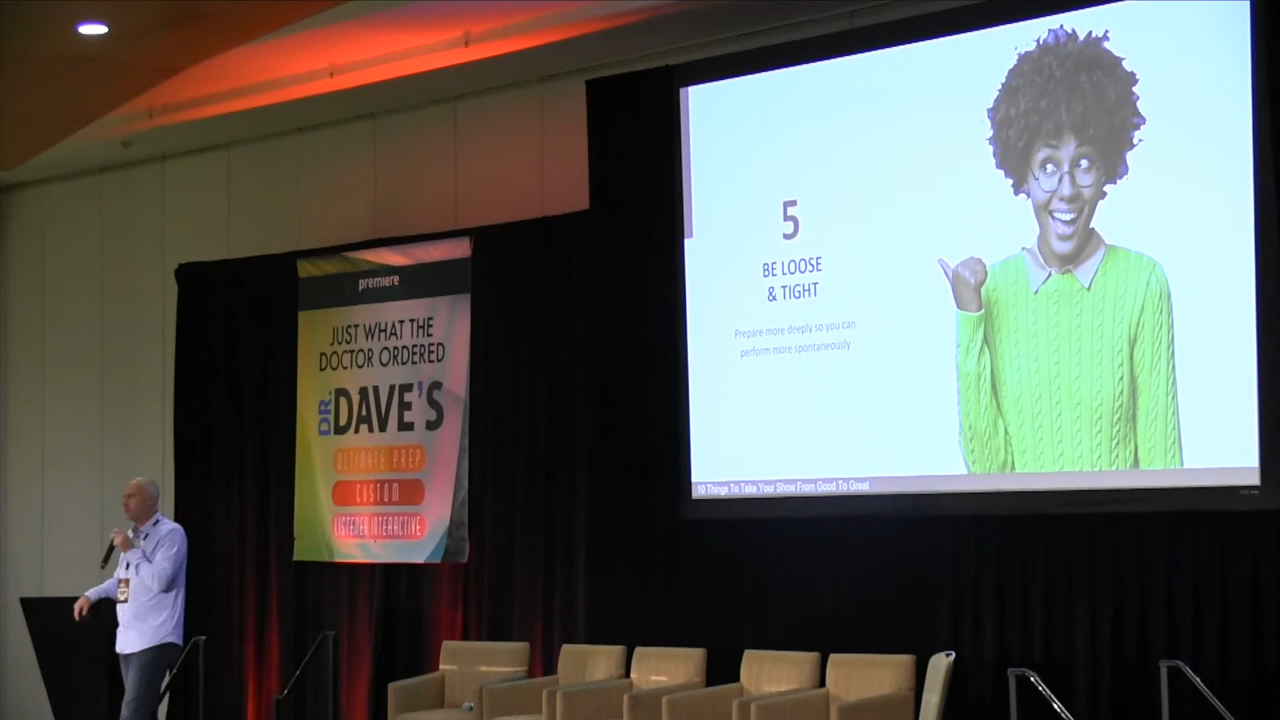 premiere
JUST WHAT THE
DOCTOR ORDERED
DR. DAVE'S
ULTIMATE PREP
CUSTOM
LISTENER INTERACTIVE
5
BE LOOSE
& TIGHT
Prepare more deeply so you can
perform more spontaneously
10 Things To Take Your Show From Good To Great